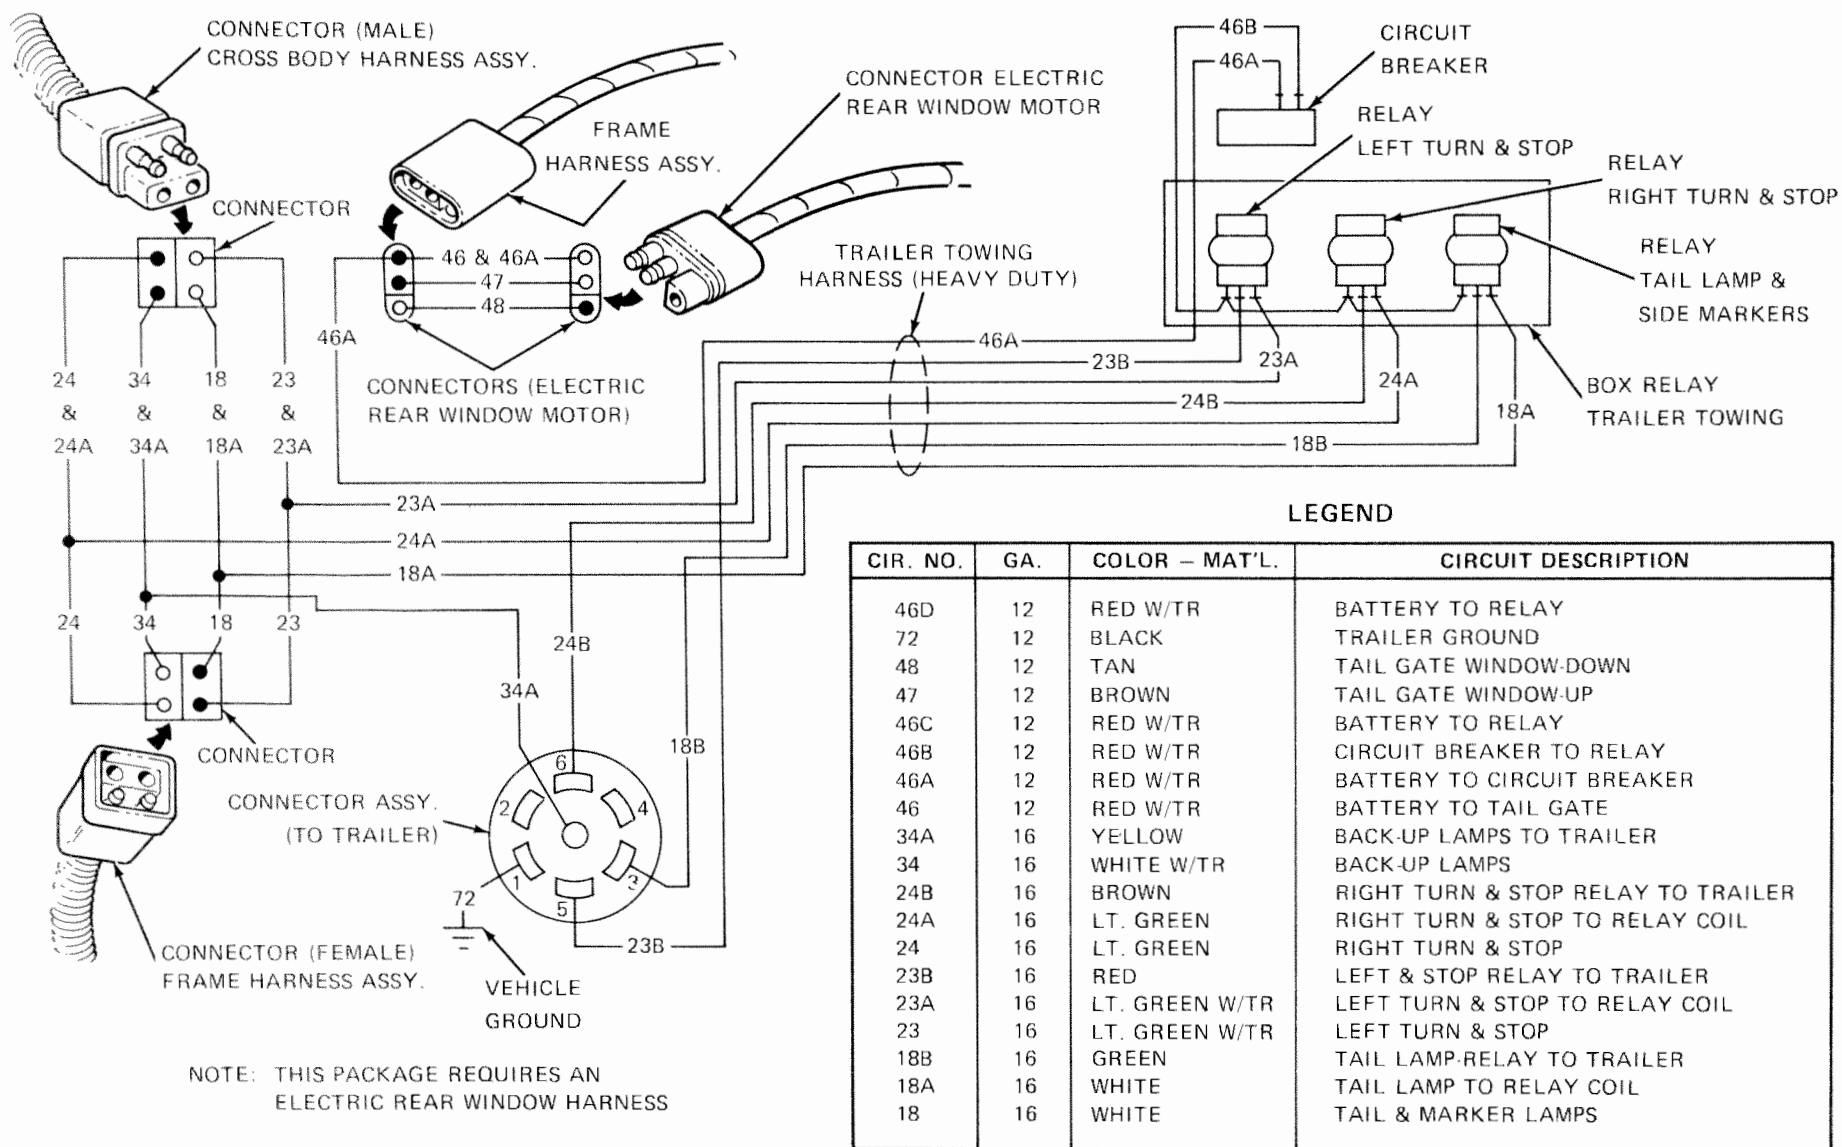 CONNECTOR (MALE)
CROSS BODY HARNESS ASSY.
FRAME
HARNESS ASSY.
CONNECTOR ELECTRIC
REAR WINDOW MOTOR
46B
46A
CIRCUIT
BREAKER
RELAY
LEFT TURN & STOP
RELAY
RIGHT TURN & STOP
RELAY
TAIL LAMP &
SIDE MARKERS
CONNECTOR
TRAILER TOWING
HARNESS (HEAVY DUTY)
46 & 46A
47
48
46A
46A
23B
23A
24B
24A
18B
18A
CONNECTORS (ELECTRIC
REAR WINDOW MOTOR)
BOX RELAY
TRAILER TOWING
24 34 18 23
& & & &
24A 34A 18A 23A
23A
24A
18A
24 34 18 23
24B
34A
18B
CONNECTOR
CONNECTOR ASSY.
(TO TRAILER)
6
2
4
1
3
5
72
23B
CONNECTOR (FEMALE)
FRAME HARNESS ASSY.
VEHICLE
GROUND
NOTE: THIS PACKAGE REQUIRES AN
ELECTRIC REAR WINDOW HARNESS
LEGEND
CIR. NO. GA. COLOR – MAT'L. CIRCUIT DESCRIPTION
46D 12 RED W/TR BATTERY TO RELAY
72 12 BLACK TRAILER GROUND
48 12 TAN TAIL GATE WINDOW-DOWN
47 12 BROWN TAIL GATE WINDOW-UP
46C 12 RED W/TR BATTERY TO RELAY
46B 12 RED W/TR CIRCUIT BREAKER TO RELAY
46A 12 RED W/TR BATTERY TO CIRCUIT BREAKER
46 12 RED W/TR BATTERY TO TAIL GATE
34A 16 YELLOW BACK-UP LAMPS TO TRAILER
34 16 WHITE W/TR BACK-UP LAMPS
24B 16 BROWN RIGHT TURN & STOP RELAY TO TRAILER
24A 16 LT. GREEN RIGHT TURN & STOP TO RELAY COIL
24 16 LT. GREEN RIGHT TURN & STOP
23B 16 RED LEFT & STOP RELAY TO TRAILER
23A 16 LT. GREEN W/TR LEFT TURN & STOP TO RELAY COIL
23 16 LT. GREEN W/TR LEFT TURN & STOP
18B 16 GREEN TAIL LAMP-RELAY TO TRAILER
18A 16 WHITE TAIL LAMP TO RELAY COIL
18 16 WHITE TAIL & MARKER LAMPS